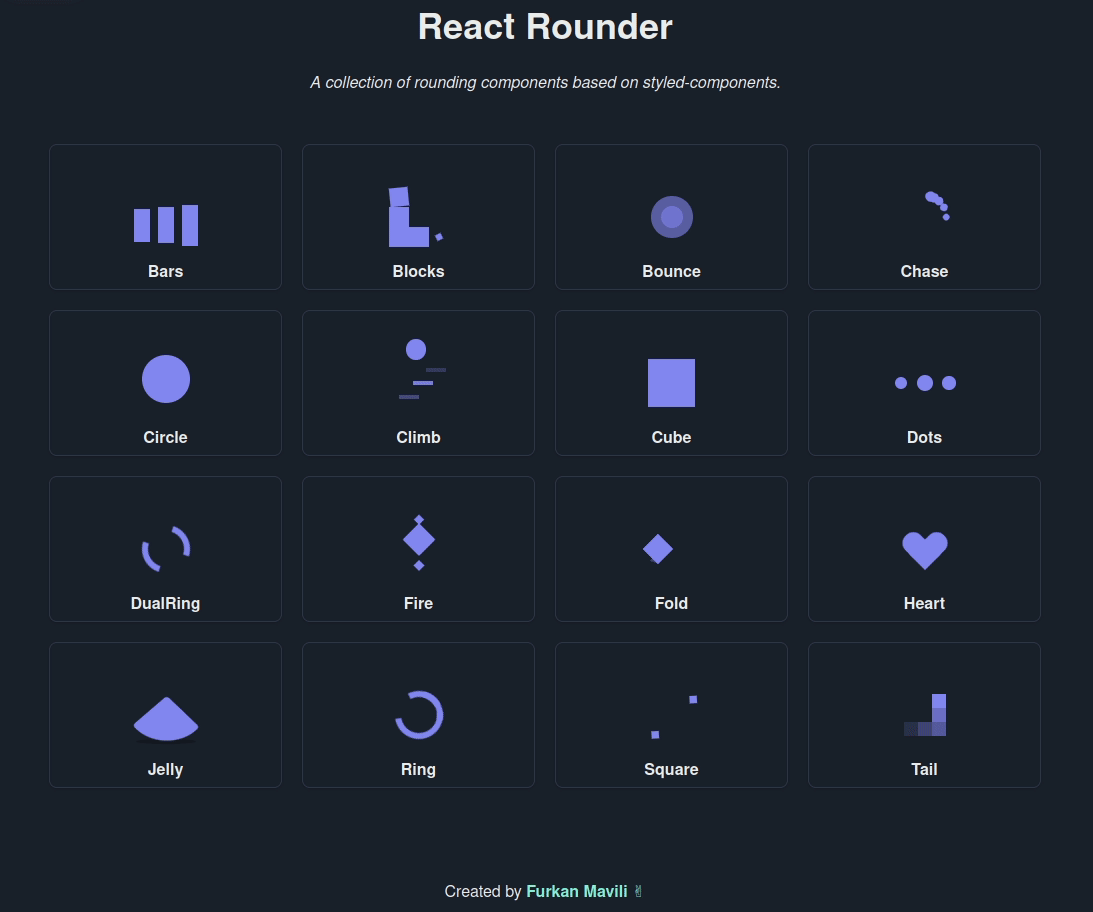 React Rounder
A collection of rounding components based on styled-components.
Bars
Blocks
Bounce
Chase
Circle
Climb
Cube
Dots
DualRing
Fire
Fold
Heart
Jelly
Ring
Square
Tail
Created by Furkan Mavili ✌